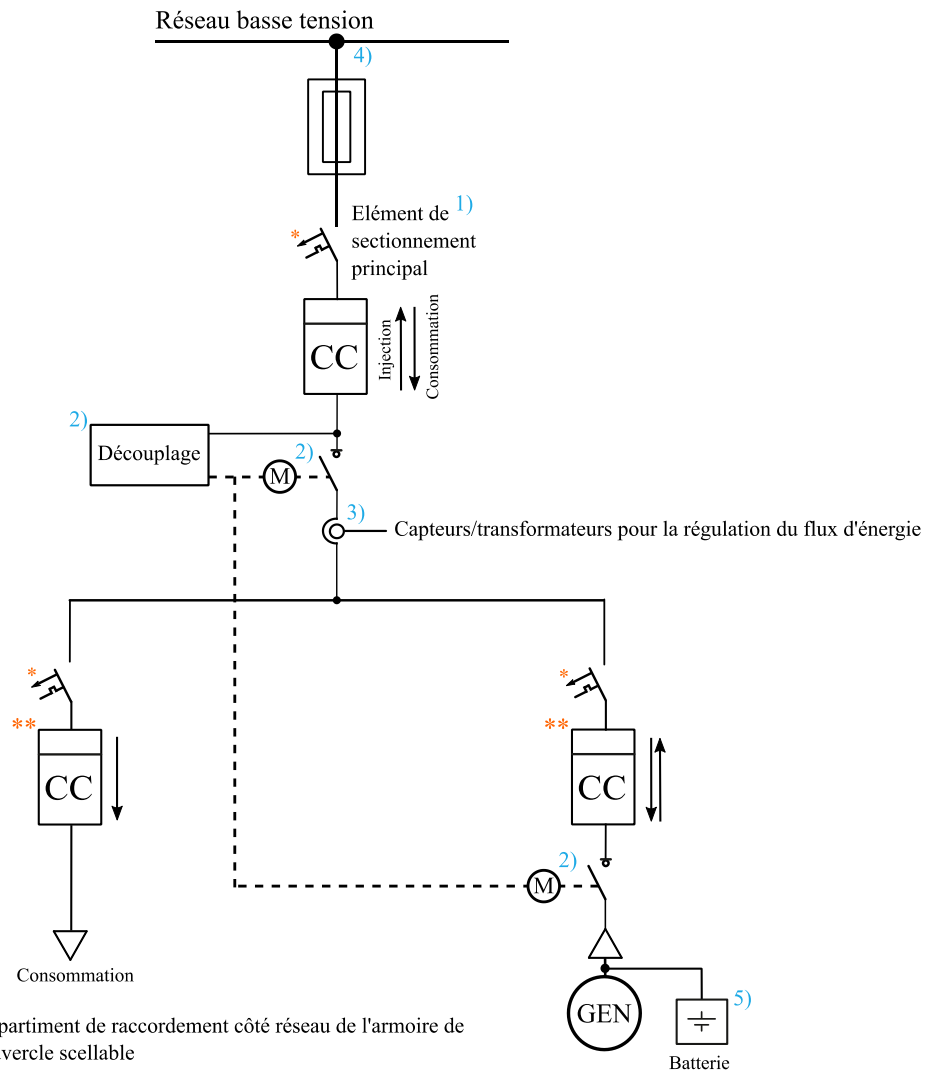 Réseau basse tension
4)
Elément de 1)
sectionnement
principal
*
CC
Injection
Consommation
2)
Découplage
2)
M
3)
Capteurs/transformateurs pour la régulation du flux d'énergie
*
*
**
**
CC
CC
2)
M
Consommation
GEN
5)
Batterie
partiment de raccordement côté réseau de l'armoire de
vercle scellable